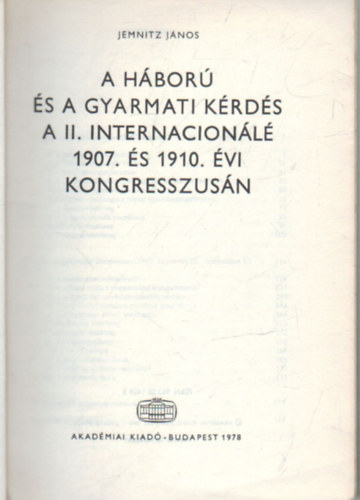 JEMNITZ JÁNOS
A HÁBORÚ
ÉS A GYARMATI KÉRDÉS
A II. INTERNACIONÁLÉ
1907. ÉS 1910. ÉVI
KONGRESSZUSÁN
AKADÉMIAI KIADÓ - BUDAPEST 1978